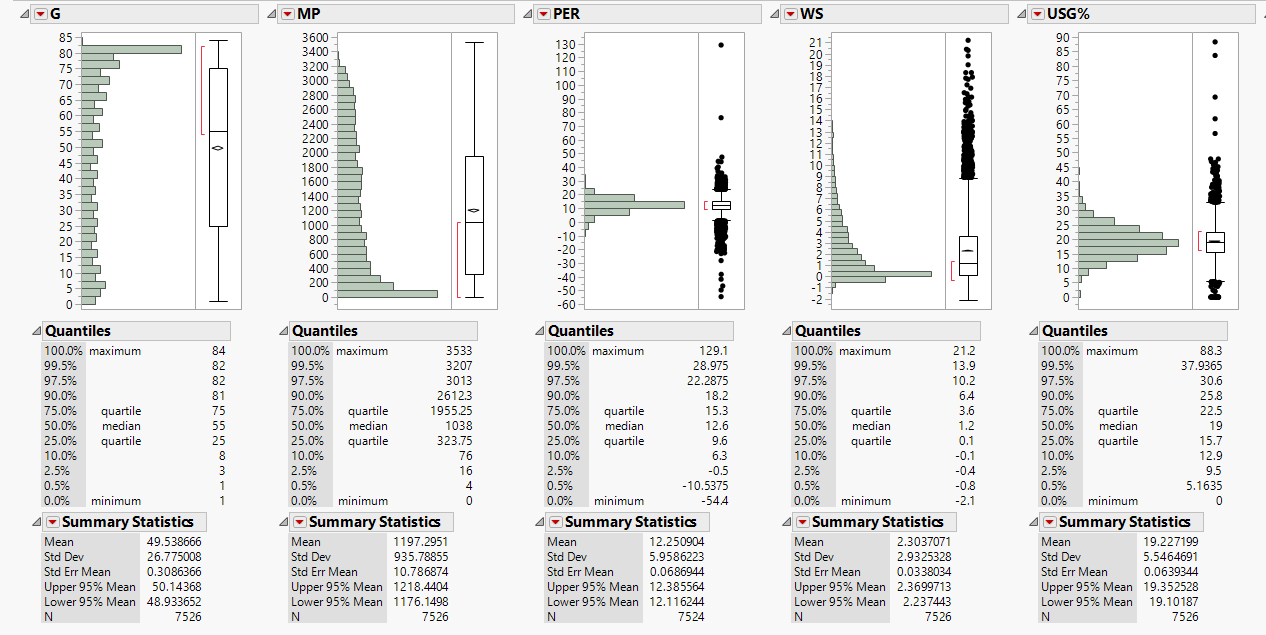 G MP PER WS USG%
85 3600 130 21 90
80 3400 120 20 85
75 3200 110 19 80
70 3000 100 18 75
65 2800 90 17 70
60 2600 80 16 65
55 2400 70 15 60
50 2200 60 14 55
45 2000 50 13 50
40 1800 40 12 45
35 1600 30 11 40
30 1400 20 10 35
25 1200 10 9 30
20 1000 0 8 25
15 800 -10 7 20
10 600 -20 6 15
5 400 -30 5 10
0 200 -40 4 5
0 -50 3 0
-60 2
1
0
-1
-2
Quantiles Quantiles Quantiles Quantiles Quantiles
100.0% maximum 84 100.0% maximum 3533 100.0% maximum 129.1 100.0% maximum 21.2 100.0% maximum 88.3
99.5% 82 99.5% 3207 99.5% 28.975 99.5% 13.9 99.5% 37.9365
97.5% 82 97.5% 3013 97.5% 22.2875 97.5% 10.2 97.5% 30.6
90.0% 81 90.0% 2612.3 90.0% 18.2 90.0% 6.4 90.0% 25.8
75.0% quartile 75 75.0% quartile 1955.25 75.0% quartile 15.3 75.0% quartile 3.6 75.0% quartile 22.5
50.0% median 55 50.0% median 1038 50.0% median 12.6 50.0% median 1.2 50.0% median 19
25.0% quartile 25 25.0% quartile 323.75 25.0% quartile 9.6 25.0% quartile 0.1 25.0% quartile 15.7
10.0% 8 10.0% 76 10.0% 6.3 10.0% -0.1 10.0% 12.9
2.5% 3 2.5% 16 2.5% -0.5 2.5% -0.4 2.5% 9.5
0.5% 1 0.5% 4 0.5% -10.5375 0.5% -0.8 0.5% 5.1635
0.0% minimum 1 0.0% minimum 0 0.0% minimum -54.4 0.0% minimum -2.1 0.0% minimum 0
Summary Statistics Summary Statistics Summary Statistics Summary Statistics Summary Statistics
Mean 49.538666 Mean 1197.2951 Mean 12.250904 Mean 2.3037071 Mean 19.227199
Std Dev 26.775008 Std Dev 935.78855 Std Dev 5.9586223 Std Dev 2.9325328 Std Dev 5.5464691
Std Err Mean 0.3086366 Std Err Mean 10.786874 Std Err Mean 0.0686944 Std Err Mean 0.0338034 Std Err Mean 0.0639344
Upper 95% Mean 50.14368 Upper 95% Mean 1218.4404 Upper 95% Mean 12.385564 Upper 95% Mean 2.3699713 Upper 95% Mean 19.352528
Lower 95% Mean 48.933652 Lower 95% Mean 1176.1498 Lower 95% Mean 12.116244 Lower 95% Mean 2.237443 Lower 95% Mean 19.10187
N 7526 N 7526 N 7524 N 7526 N 7526